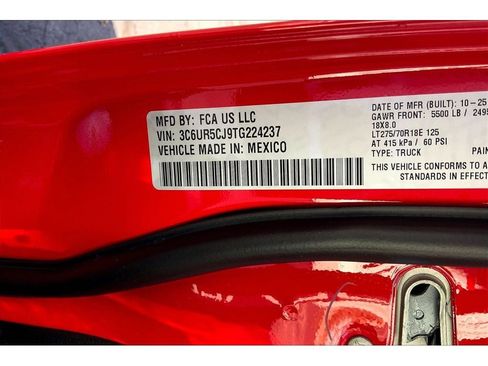 MFD BY: FCA US LLC
VIN: 3C6UR5CJ9TG224237
VEHICLE MADE IN: MEXICO
DATE OF MFR (BUILT): 10-25
GAWR FRONT: 5500 LB / 2495
18X8.0
LT275/70R18E 125
AT 415 kPa / 60 PSI
TYPE: TRUCK PAIN
THIS VEHICLE CONFORMS TO A
STANDARDS IN EFFECT